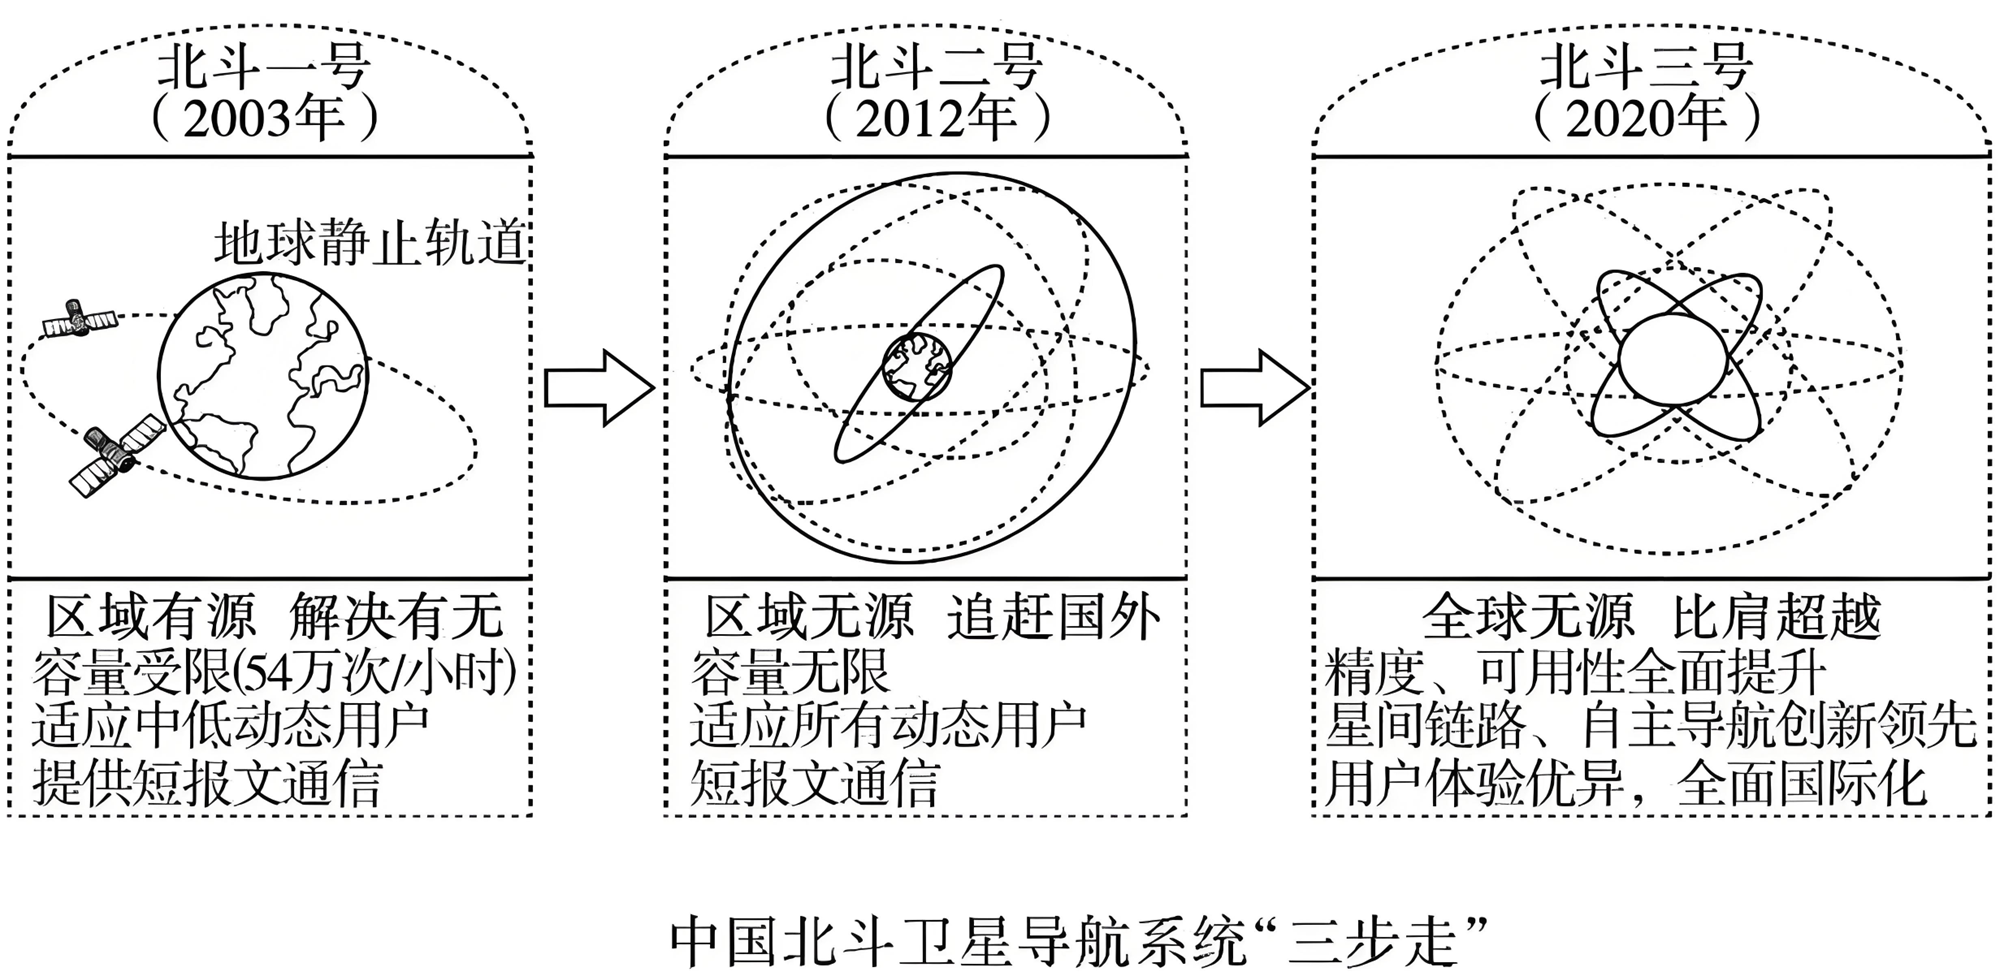 北斗一号
（2003年）
地球静止轨道
区域有源 解决有无
容量受限(54万次/小时)
适应中低动态用户
提供短报文通信
北斗二号
（2012年）
区域无源 追赶国外
容量无限
适应所有动态用户
短报文通信
北斗三号
（2020年）
全球无源 比肩超越
精度、可用性全面提升
星间链路、自主导航创新领先
用户体验优异，全面国际化
中国北斗卫星导航系统“三步走”